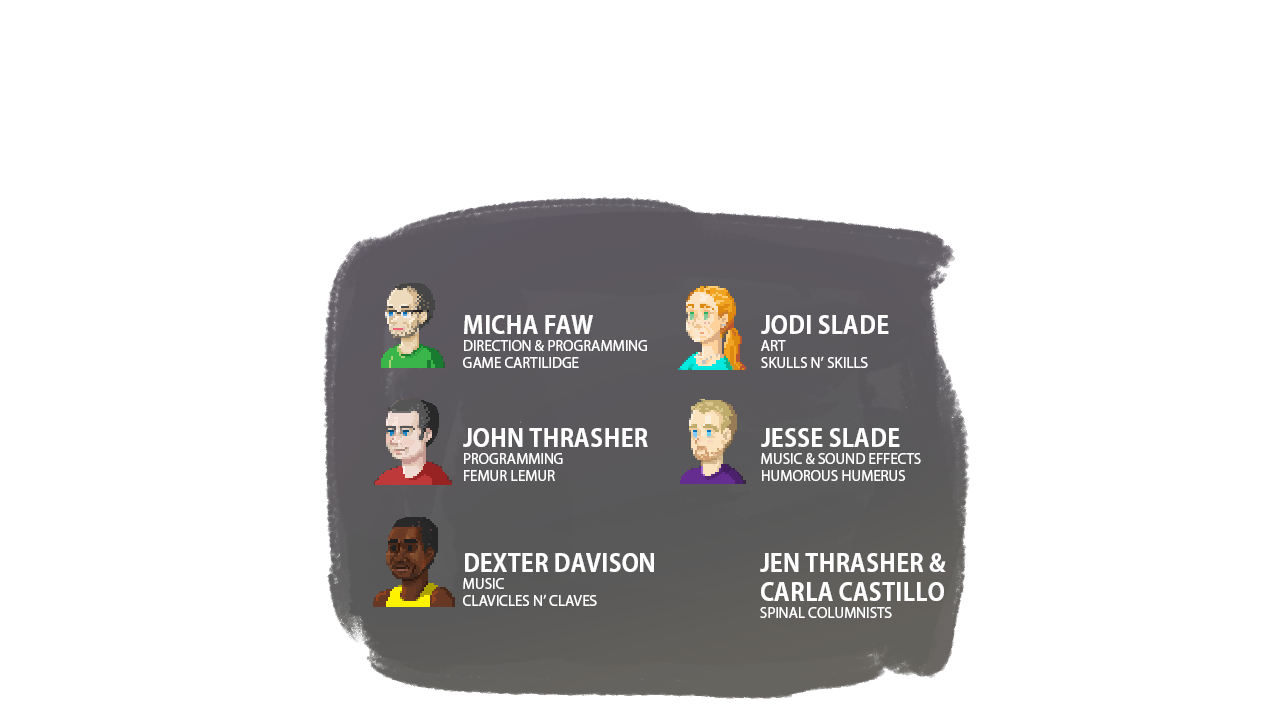 MICHA FAW
DIRECTION & PROGRAMMING
GAME CARTILIDGE
JODI SLADE
ART
SKULLS N’ SKILLS
JOHN THRASHER
PROGRAMMING
FEMUR LEMUR
JESSE SLADE
MUSIC & SOUND EFFECTS
HUMOROUS HUMERUS
DEXTER DAVISON
MUSIC
CLAVICLES N’ CLAVES
JEN THRASHER &
CARLA CASTILLO
SPINAL COLUMNISTS